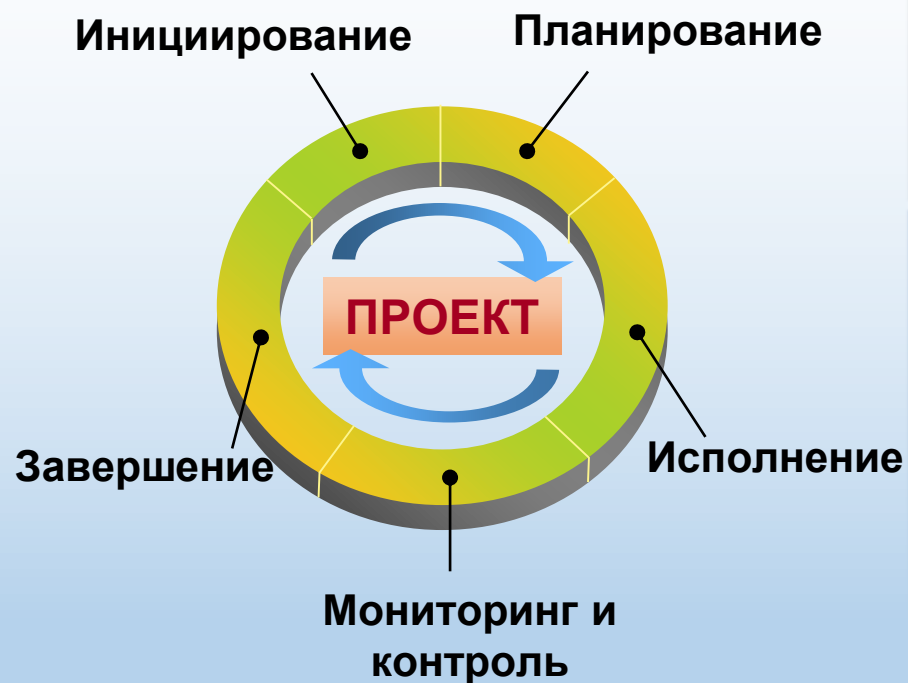 Инициирование
Планирование
ПРОЕКТ
Завершение
Исполнение
Мониторинг и
контроль